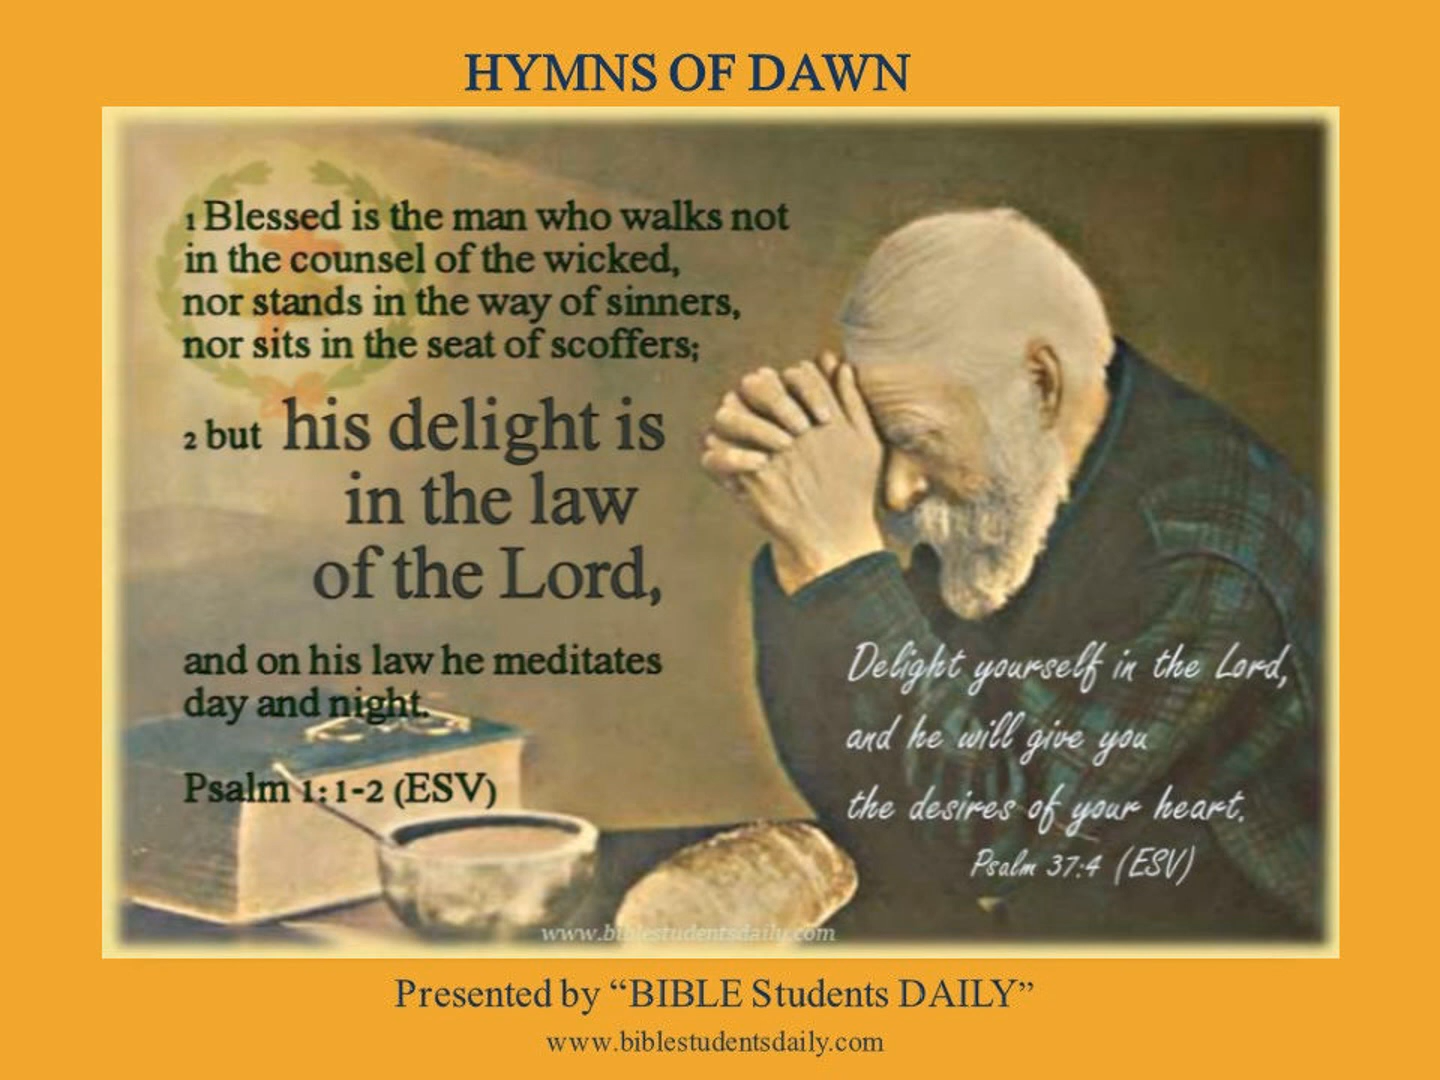 HYMNS OF DAWN
1 Blessed is the man who walks not
in the counsel of the wicked,
nor stands in the way of sinners,
nor sits in the seat of scoffers;
2 but his delight is
in the law
of the Lord,
and on his law he meditates
day and night.
Psalm 1:1-2 (ESV)
Delight yourself in the Lord,
and he will give you
the desires of your heart.
Psalm 37:4 (ESV)
www.biblestudentsdaily.com
Presented by “BIBLE Students DAILY”
www.biblestudentsdaily.com